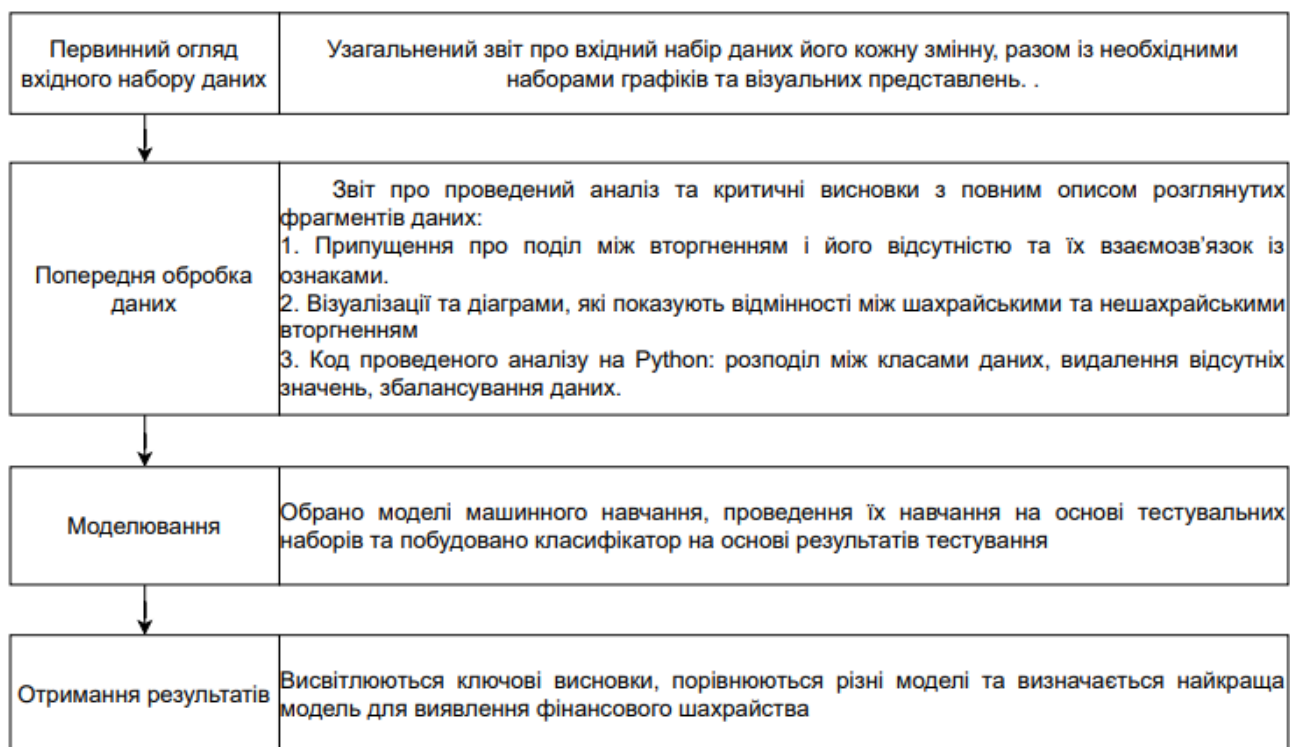 Первинний огляд
вхідного набору даних
Узагальнений звіт про вхідний набір даних його кожну змінну, разом із необхідними
наборами графіків та візуальних представлень. .
Попередня обробка
даних
Звіт про проведений аналіз та критичні висновки з повним описом розглянутих
фрагментів даних:
1. Припущення про поділ між вторгненням і його відсутністю та їх взаємозв’язок із
ознаками.
2. Візуалізації та діаграми, які показують відмінності між шахрайськими та нешахрайськими
вторгненням
3. Код проведеного аналізу на Python: розподіл між класами даних, видалення відсутніх
значень, збалансування даних.
Моделювання
Обрано моделі машинного навчання, проведення їх навчання на основі тестувальних
наборів та побудовано класифікатор на основі результатів тестування
Отримання результатів
Висвітлюються ключові висновки, порівнюються різні моделі та визначається найкраща
модель для виявлення фінансового шахрайства